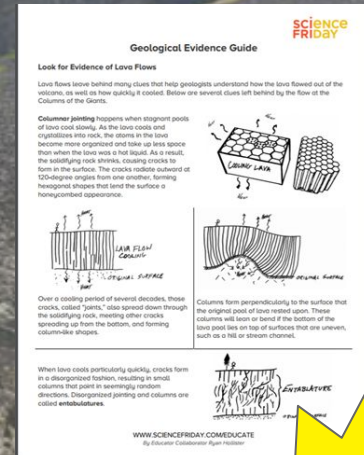 SCIENCE
FRIDAY
Geological Evidence Guide
Look for Evidence of Lava Flows
Lava flows leave behind many clues that help geologists understand how the lava flowed out of the
volcano, as well as how quickly it cooled. Below are several clues left behind by the flow at the
Columns of the Giants.
Columnar jointing happens when stagnant pools
of lava cool slowly. As the lava cools and
crystallizes into rock, the atoms in the lava
become more organized and take up less space
than when the lava was a hot liquid. As a result,
the solidifying rock shrinks, causing cracks to
form in the surface. The cracks radiate outward at
120-degree angles from one another, forming
hexagonal shapes that lend the surface a
honeycombed appearance.
COOLING LAVA
LAVA FLOW
COOLING
ORIGINAL SURFACE
ORIGINAL SURFACE
Over a cooling period of several decades, those
cracks, called "joints," also spread down through
the solidifying rock, meeting other cracks
spreading up from the bottom, and forming
column-like shapes.
Columns form perpendicularly to the surface that
the original pool of lava rested upon. These
columns will lean or bend if the bottom of the
lava pool lies on top of surfaces that are uneven,
such as a hill or stream channel.
When lava cools particularly quickly, cracks form
in a disorganized fashion, resulting in small
columns that point in seemingly random
directions. Disorganized jointing and columns are
called entabulatures.
ENTABLATURE
WWW.SCIENCEFRIDAY.COM/EDUCATE
By Educator Collaborator Ryan Hollister